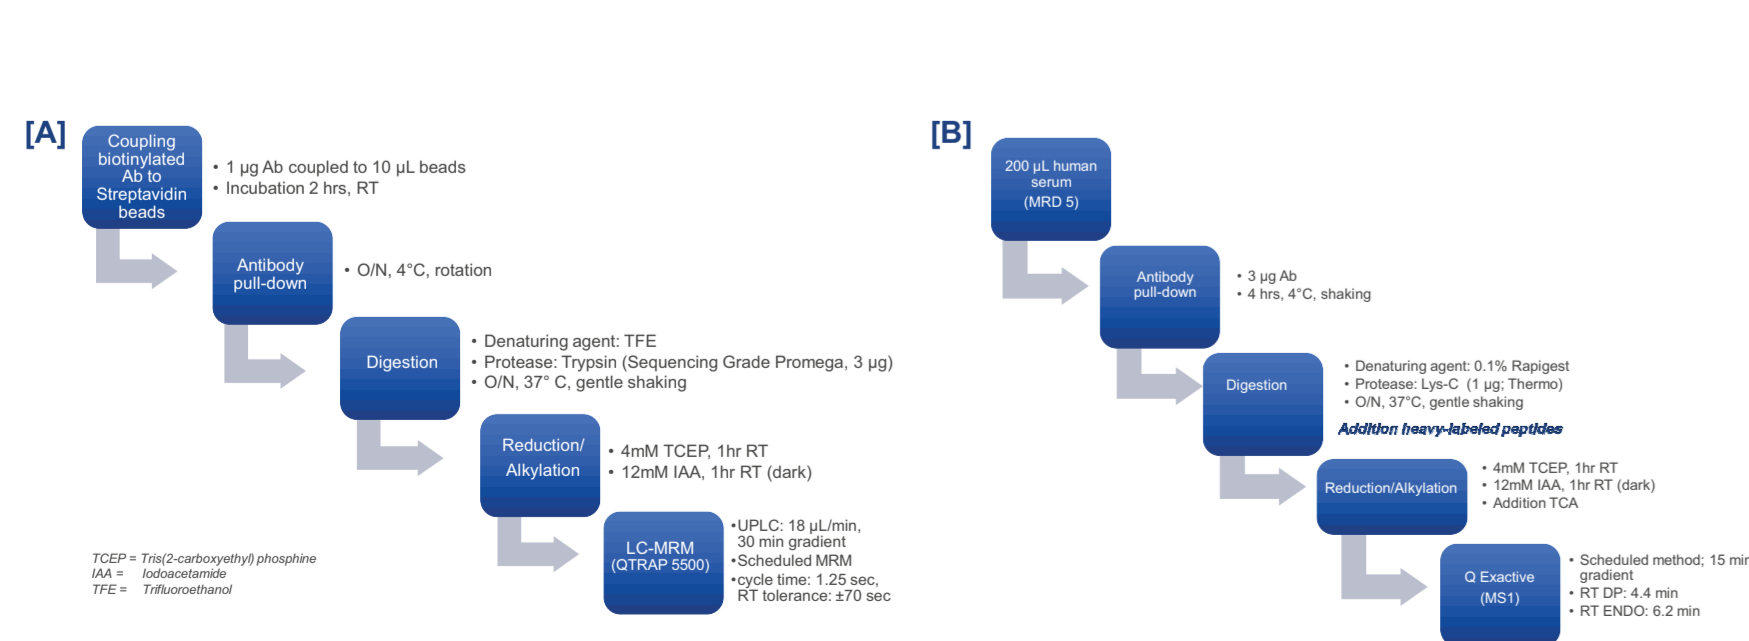 [A]
Coupling
biotinylated
Ab to
Streptavidin
beads
• 1 µg Ab coupled to 10 µL beads
• Incubation 2 hrs, RT
Antibody
pull-down
• O/N, 4°C, rotation
Digestion
• Denaturing agent: TFE
• Protease: Trypsin (Sequencing Grade Promega, 3 µg)
• O/N, 37° C, gentle shaking
Reduction/
Alkylation
• 4mM TCEP, 1hr RT
• 12mM IAA, 1hr RT (dark)
LC-MRM
(QTRAP 5500)
•UPLC: 18 µL/min,
30 min gradient
•Scheduled MRM
•cycle time: 1.25 sec,
RT tolerance: ±70 sec
TCEP = Tris(2-carboxyethyl) phosphine
IAA = Iodoacetamide
TFE = Trifluoroethanol
[B]
200 µL human
serum
(MRD 5)
Antibody
pull-down
• 3 µg Ab
• 4 hrs, 4°C, shaking
Digestion
• Denaturing agent: 0.1% Rapigest
• Protease: Lys-C (1 µg; Thermo)
• O/N, 37°C, gentle shaking
Addition heavy-labeled peptides
Reduction/Alkylation
• 4mM TCEP, 1hr RT
• 12mM IAA, 1hr RT (dark)
• Addition TCA
Q Exactive
(MS1)
• Scheduled method; 15 min
gradient
• RT DP: 4.4 min
• RT ENDO: 6.2 min